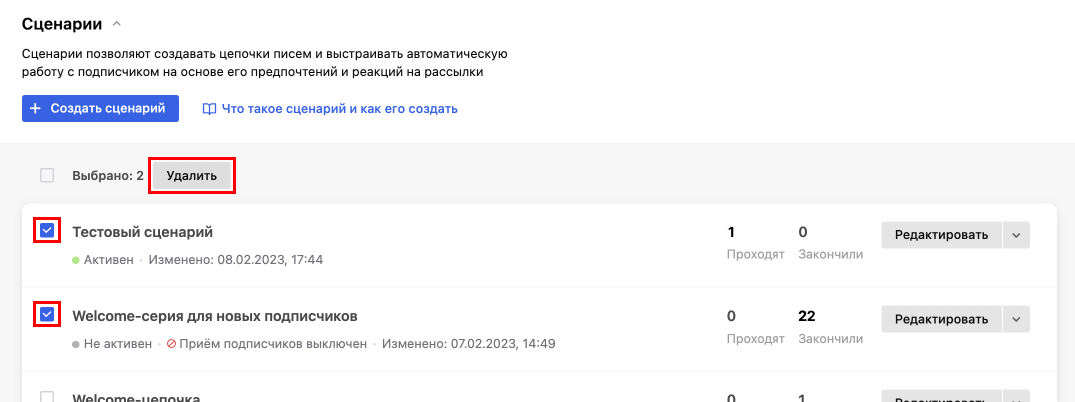 Сценарии
Сценарии позволяют создавать цепочки писем и выстраивать автоматическую
работу с подписчиком на основе его предпочтений и реакций на рассылки
+ Создать сценарий
Что такое сценарий и как его создать
Выбрано: 2
Удалить
Тестовый сценарий
1
0
Редактировать
Проходят
Закончили
Активен · Изменено: 08.02.2023, 17:44
Welcome-серия для новых подписчиков
0
22
Редактировать
Проходят
Закончили
Не активен · Приём подписчиков выключен · Изменено: 07.02.2023, 14:49
Welcome-цепочка
0
1
Редактировать